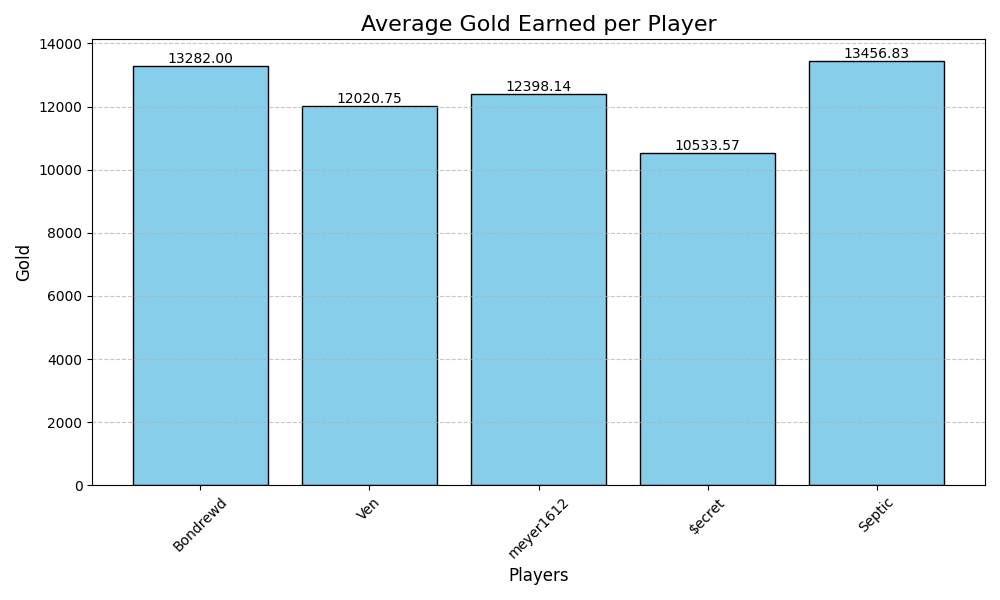 Average Gold Earned per Player
14000
12000
10000
8000
6000
4000
2000
0
Gold
13282.00
12020.75
12398.14
10533.57
13456.83
Bondrewd
Ven
meyer1612
$ecret
Septic
Players